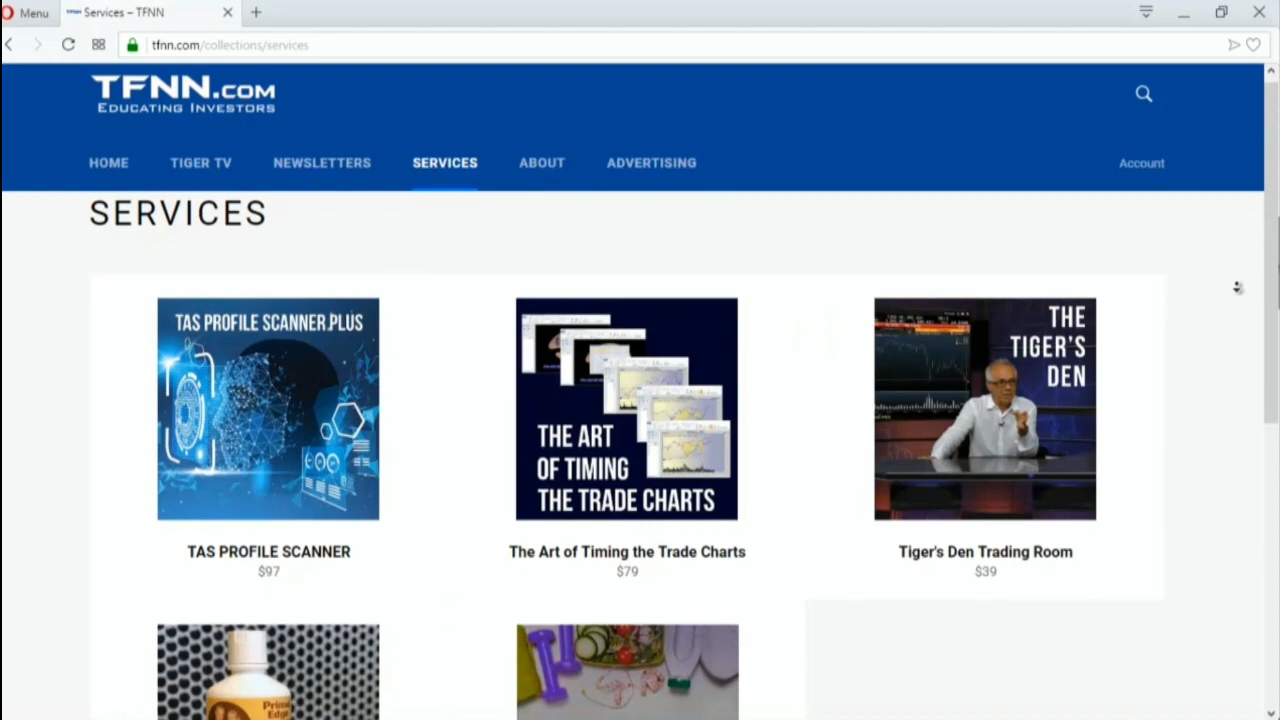 Menu
Services – TFNN
tfnn.com/collections/services
TFNN.COM
EDUCATING INVESTORS
HOME
TIGER TV
NEWSLETTERS
SERVICES
ABOUT
ADVERTISING
Account
SERVICES
TAS PROFILE SCANNER PLUS
THE ART
OF TIMING
THE TRADE CHARTS
THE
TIGER'S
DEN
TAS PROFILE SCANNER
$97
The Art of Timing the Trade Charts
$79
Tiger's Den Trading Room
$39